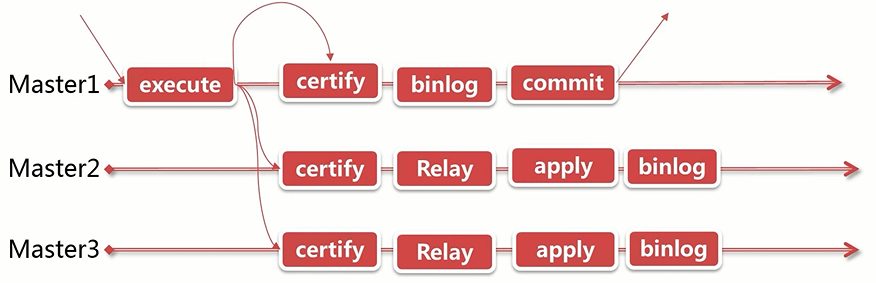 Master1 execute certify binlog commit
Master2 certify Relay apply binlog
Master3 certify Relay apply binlog